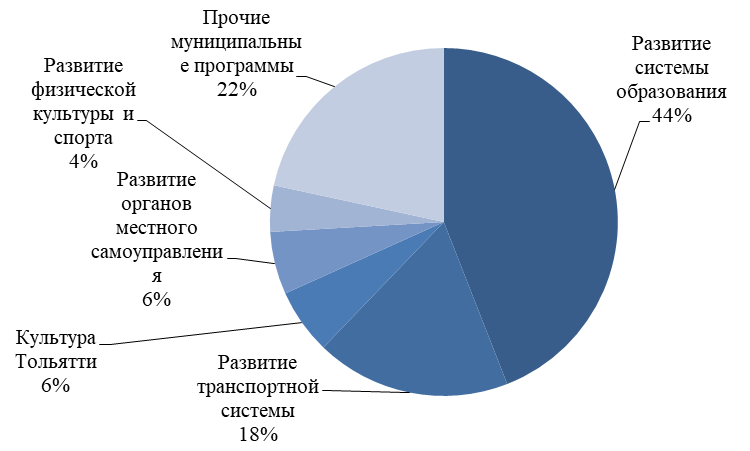 Прочие
муниципальны
е программы
22%
Развитие
системы
образования
44%
Развитие
физической
культуры и
спорта
4%
Развитие
органов
местного
самоуправлени
я
6%
Культура
Тольятти
6%
Развитие
транспортной
системы
18%